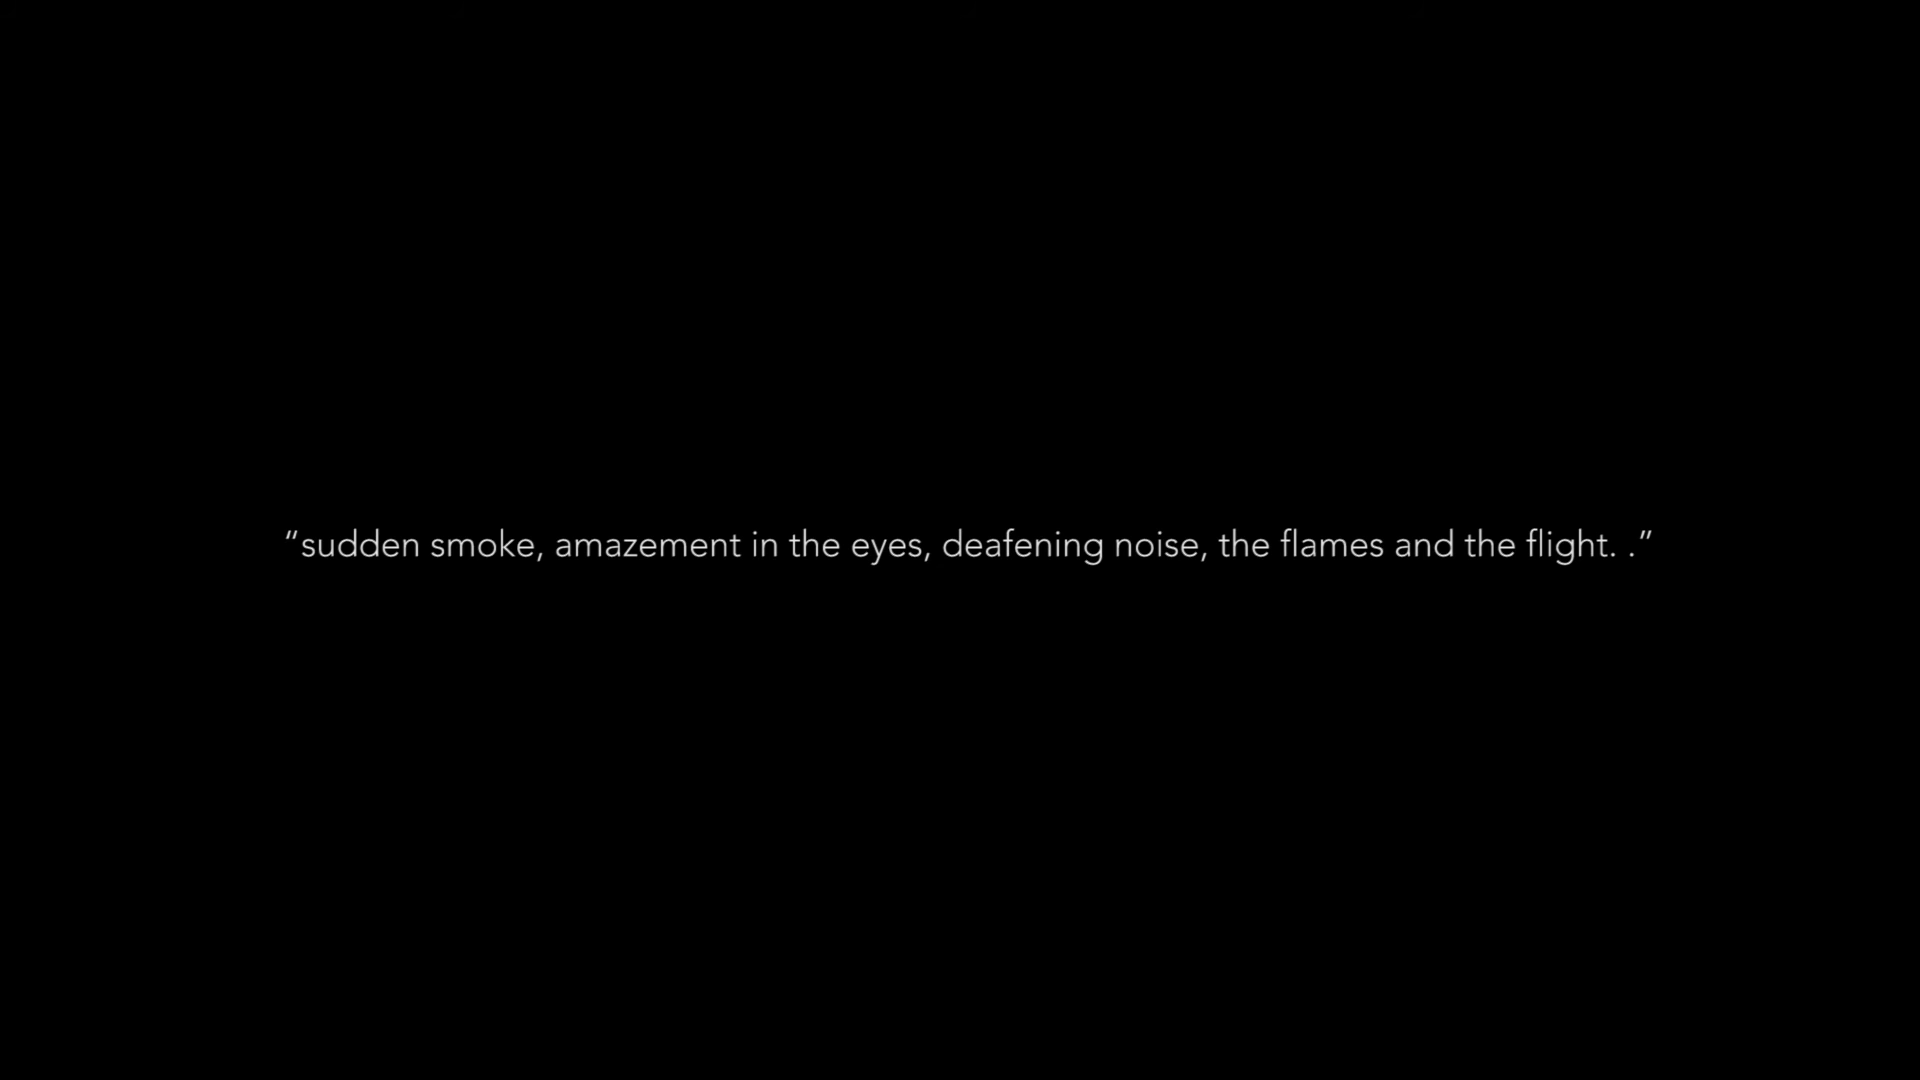 “sudden smoke, amazement in the eyes, deafening noise, the flames and the flight. .”